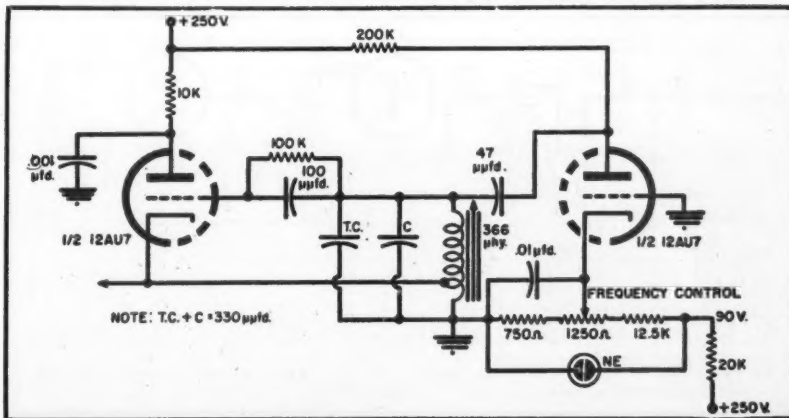 +250V.
200K
10K
.001
µfd.
100K
100
µµfd.
47
µµfd.
T.C.
C
366
µhy.
1/2 12AU7
1/2 12AU7
.01µfd.
FREQUENCY CONTROL
NOTE: T.C. + C = 330µµfd.
750Ω
1250Ω
12.5K
90V.
NE
20K
+250V.